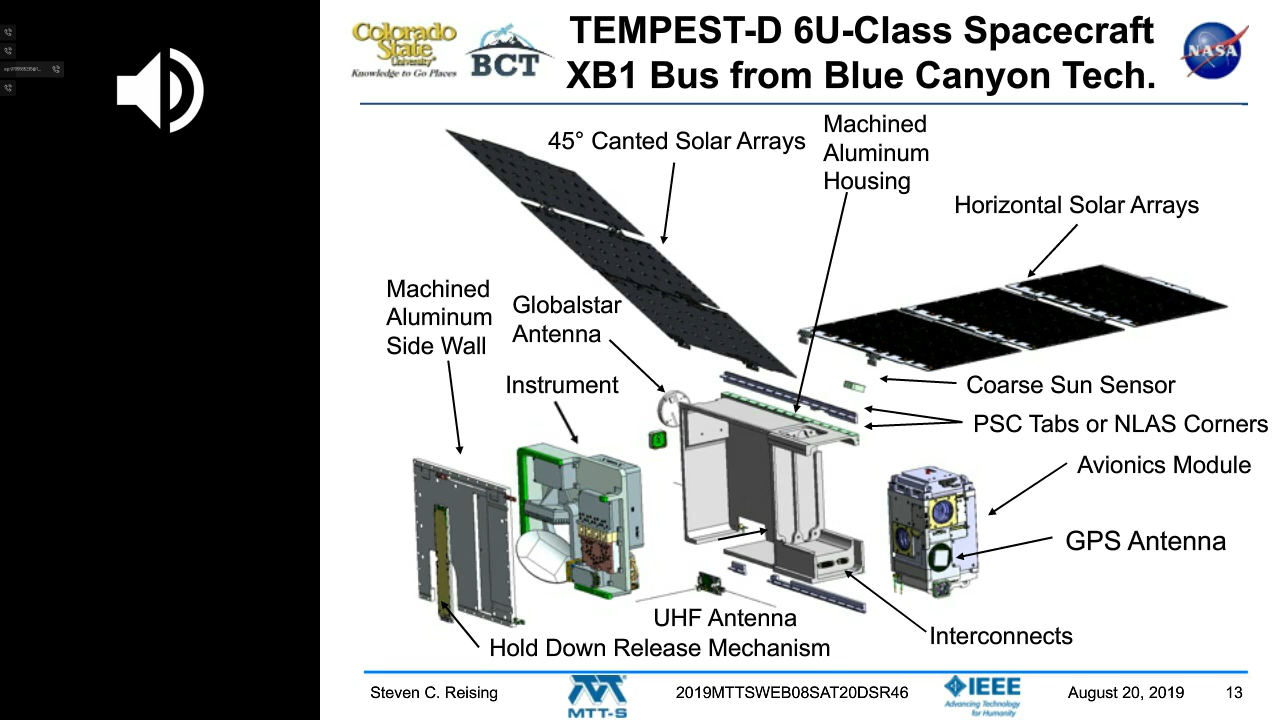 Colorado
State
University
Knowledge to Go Places
BCT
TEMPEST-D 6U-Class Spacecraft
XB1 Bus from Blue Canyon Tech.
NASA
45° Canted Solar Arrays
Machined
Aluminum
Housing
Horizontal Solar Arrays
Machined
Aluminum
Side Wall
Globalstar
Antenna
Instrument
Coarse Sun Sensor
PSC Tabs or NLAS Corners
Avionics Module
GPS Antenna
UHF Antenna
Hold Down Release Mechanism
Interconnects
Steven C. Reising
MTT-S
2019MTTSWEB08SAT20DSR46
IEEE
Advancing Technology
for Humanity
August 20, 2019
13